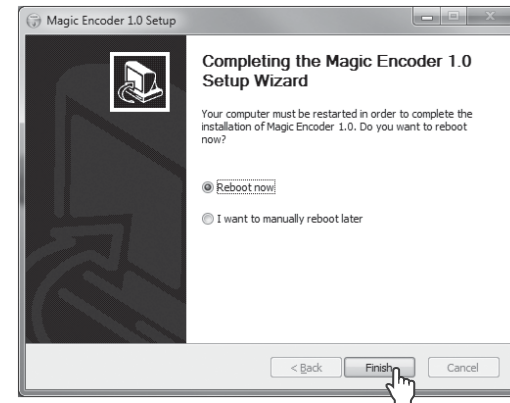 Magic Encoder 1.0 Setup
Completing the Magic Encoder 1.0
Setup Wizard
Your computer must be restarted in order to complete the
installation of Magic Encoder 1.0. Do you want to reboot
now?
Reboot now
I want to manually reboot later
< Back
Finish
Cancel